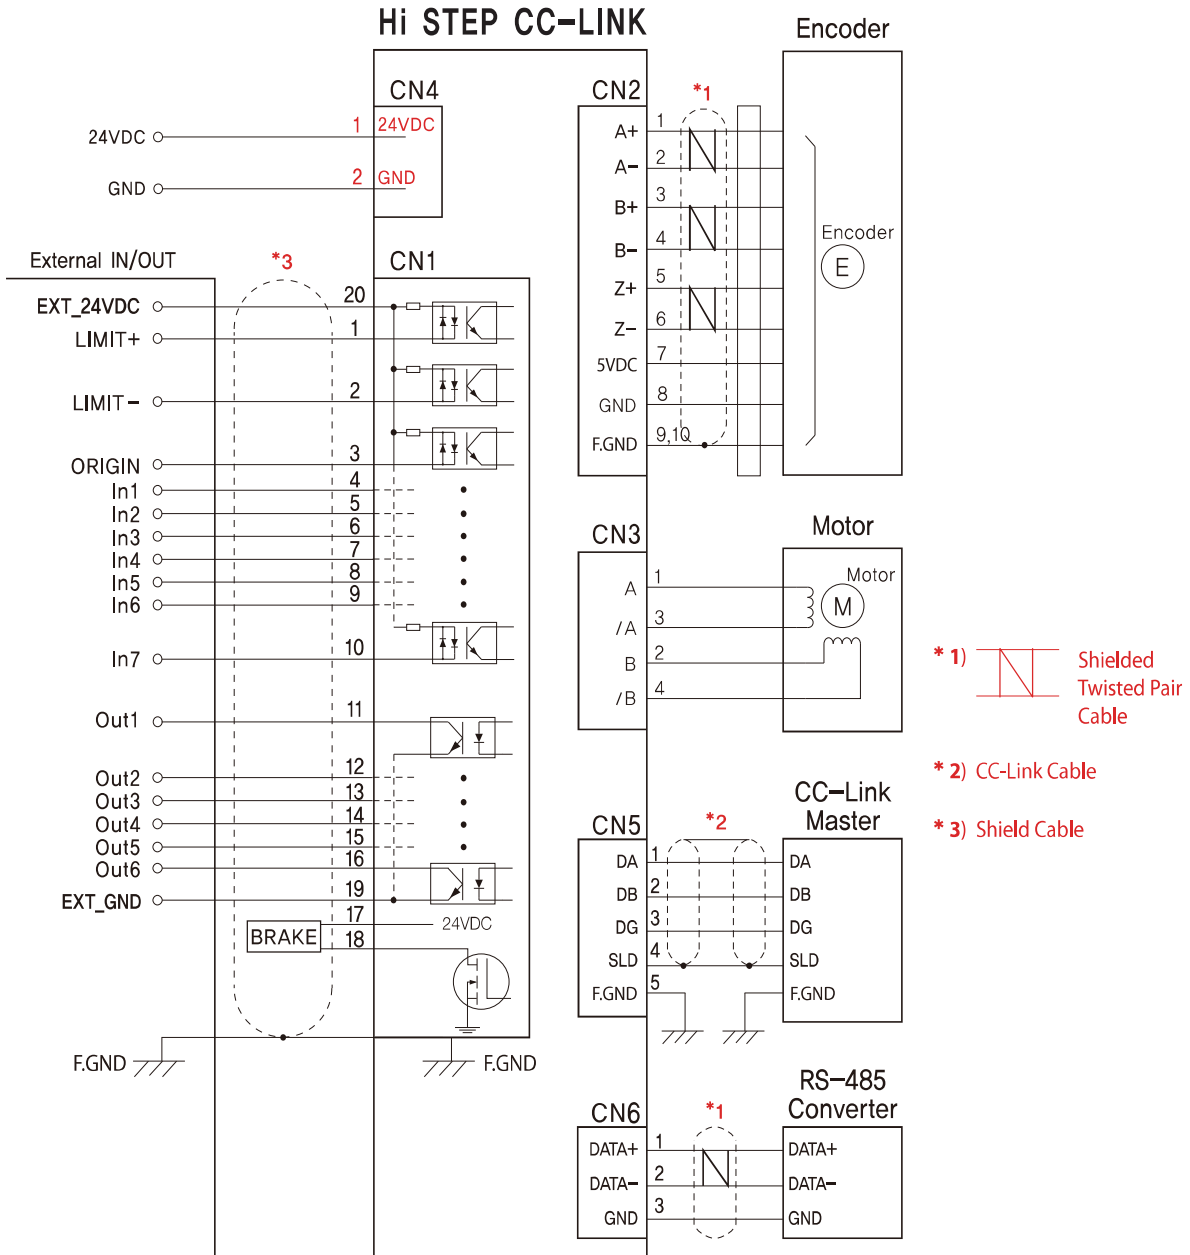 Hi STEP CC-LINK
CN4
24VDC 1 24VDC
GND 2 GND
External IN/OUT
*3
CN1
EXT_24VDC 20
LIMIT+ 1
LIMIT- 2
ORIGIN 3
In1 4
In2 5
In3 6
In4 7
In5 8
In6 9
In7 10
Out1 11
Out2 12
Out3 13
Out4 14
Out5 15
Out6 16
EXT_GND 19
BRAKE 17 24VDC
18
F.GND
F.GND
Encoder
CN2
*1
A+ 1
A- 2
B+ 3
B- 4
Z+ 5
Z- 6
5VDC 7
GND 8
F.GND 9,10
Encoder
E
CN3
Motor
A 1
/A 3
B 2
/B 4
Motor
M
CN5
*2
CC-Link
Master
DA 1 DA
DB 2 DB
DG 3 DG
SLD 4 SLD
F.GND 5 F.GND
CN6
*1
RS-485
Converter
DATA+ 1 DATA+
DATA- 2 DATA-
GND 3 GND
* 1) Shielded
Twisted Pair
Cable
* 2) CC-Link Cable
* 3) Shield Cable